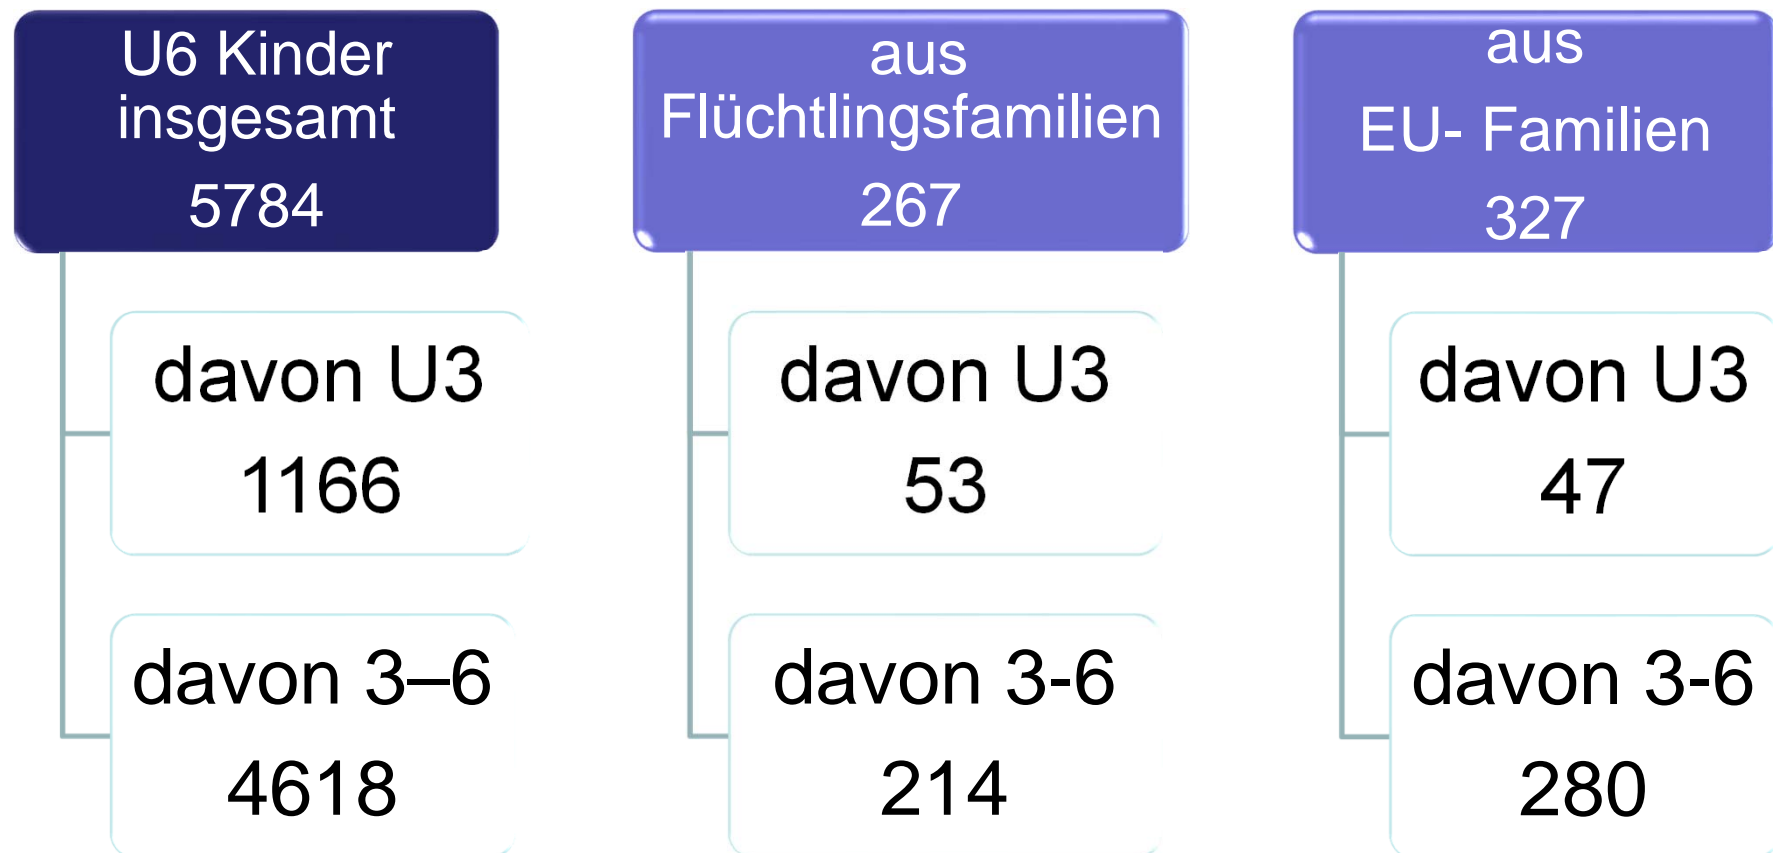 U6 Kinder
insgesamt
5784
davon U3
1166
davon 3–6
4618
aus
Flüchtlingsfamilien
267
davon U3
53
davon 3-6
214
aus
EU- Familien
327
davon U3
47
davon 3-6
280